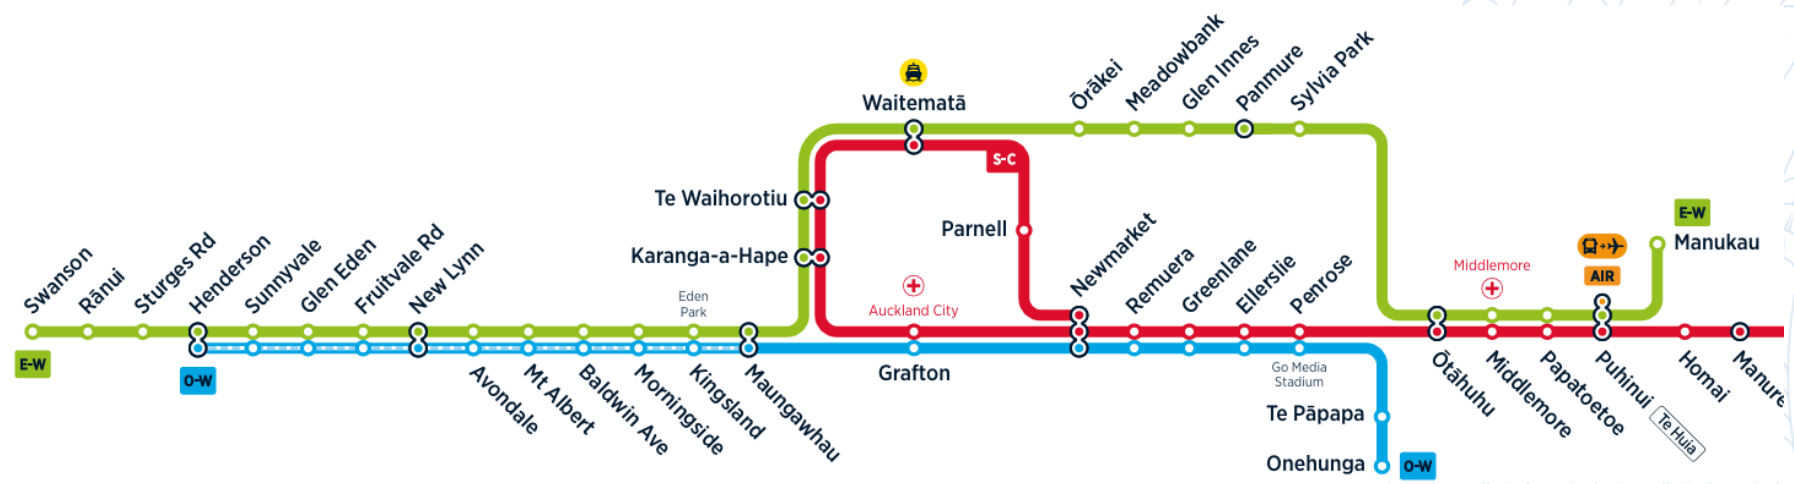 Waitematā
Ōrākei
Meadowbank
Glen Innes
Panmure
Sylvia Park
S-C
Te Waihorotiu
Parnell
Karanga-a-Hape
E-W
Manukau
AIR
Middlemore
Swanson
Rānui
Sturges Rd
Henderson
Sunnyvale
Glen Eden
Fruitvale Rd
New Lynn
Eden
Park
Auckland City
Newmarket
Remuera
Greenlane
Ellerslie
Penrose
E-W
O-W
Avondale
Mt Albert
Baldwin Ave
Morningside
Kingsland
Maungawhau
Grafton
Go Media
Stadium
Te Pāpapa
Onehunga
O-W
Ōtāhuhu
Middlemore
Papatoetoe
Puhinui
Te Huia
Homai